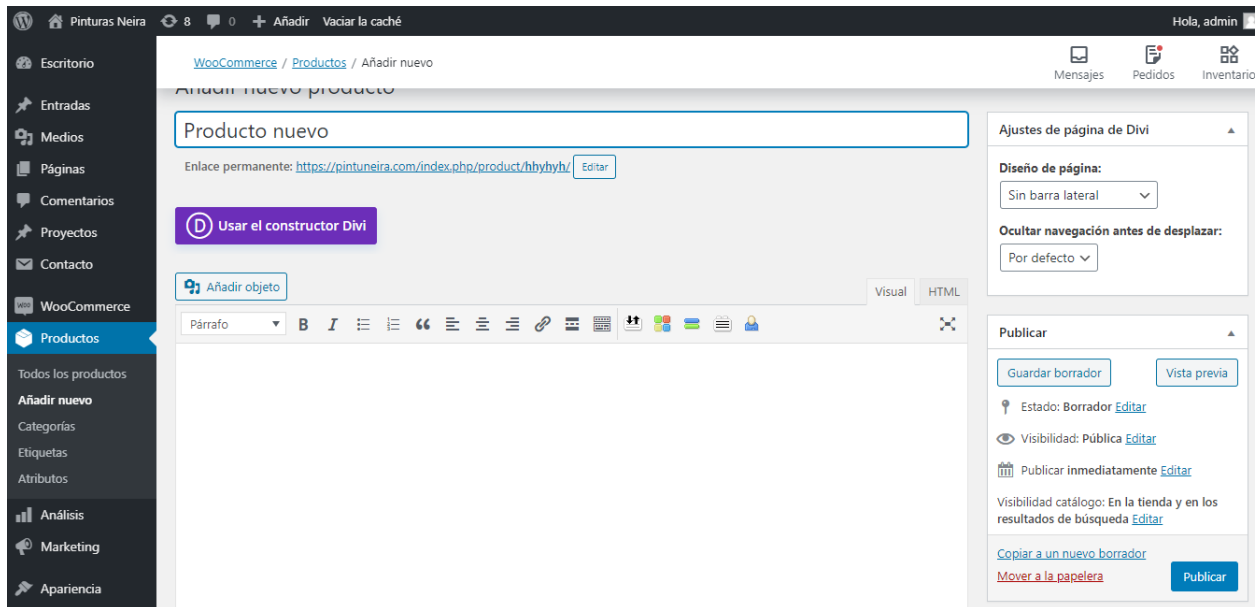 Pinturas Neira 8 0 + Añadir Vaciar la caché Hola, admin
Escritorio
Entradas
Medios
Páginas
Comentarios
Proyectos
Contacto
WooCommerce
Productos
Todos los productos
Añadir nuevo
Categorías
Etiquetas
Atributos
Análisis
Marketing
Apariencia
WooCommerce / Productos / Añadir nuevo
Mensajes Pedidos Inventario
Añadir nuevo producto
Producto nuevo
Enlace permanente: https://pintuneira.com/index.php/product/hhyhyh/ Editar
D Usar el constructor Divi
Añadir objeto
Visual HTML
Párrafo B I
Ajustes de página de Divi
Diseño de página:
Sin barra lateral
Ocultar navegación antes de desplazar:
Por defecto
Publicar
Guardar borrador Vista previa
Estado: Borrador Editar
Visibilidad: Pública Editar
Publicar inmediatamente Editar
Visibilidad catálogo: En la tienda y en los
resultados de búsqueda Editar
Copiar a un nuevo borrador
Mover a la papelera Publicar